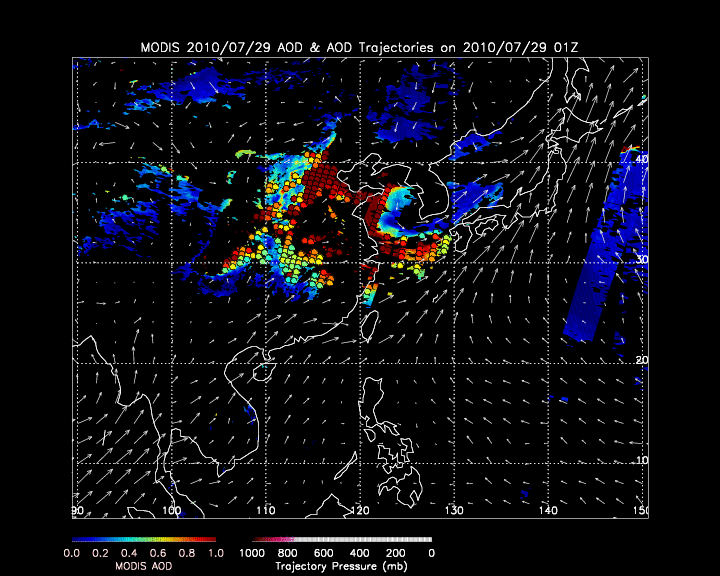 MODIS 2010/07/29 AOD & AOD Trajectories on 2010/07/29 01Z
40
30
20
10
90 100 110 120 130 140 150
0.0 0.2 0.4 0.6 0.8 1.0 1000 800 600 400 200 0
MODIS AOD Trajectory Pressure (mb)